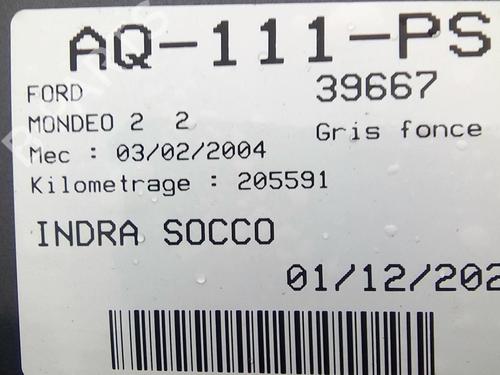 AQ-111-PS
FORD 39667
MONDEO 2 2 Gris fonce
Mec : 03/02/2004
Kilometrage : 205591
INDRA SOCCO
01/12/202